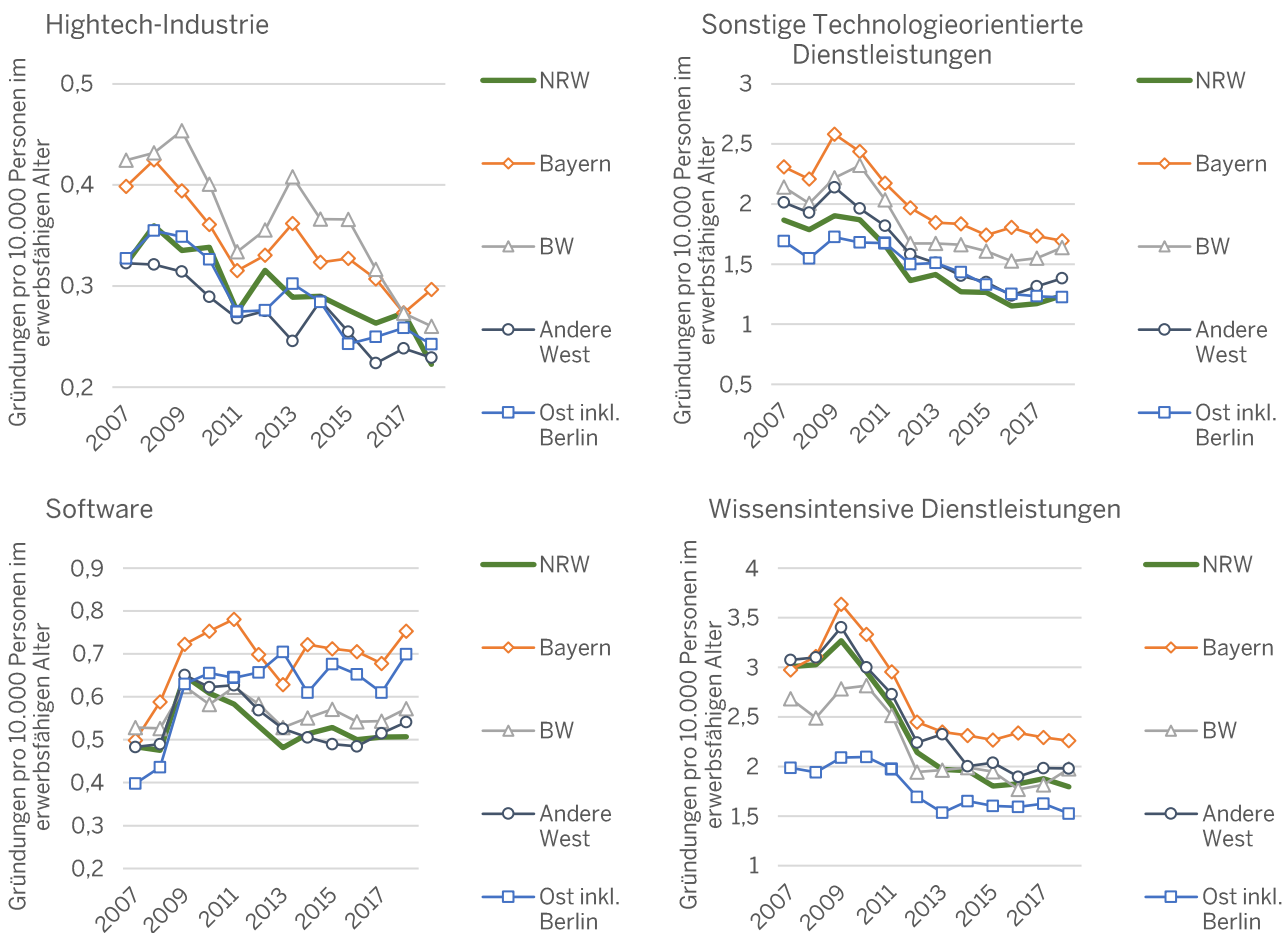 Hightech-Industrie
Gründungen pro 10.000 Personen im
erwerbsfähigen Alter
0,5
0,4
0,3
0,2
2007
2009
2011
2013
2015
2017
NRW
Bayern
BW
Andere
West
Ost inkl.
Berlin
Sonstige Technologieorientierte
Dienstleistungen
Gründungen pro 10.000 Personen im
erwerbsfähigen Alter
3
2,5
2
1,5
1
0,5
2007
2009
2011
2013
2015
2017
NRW
Bayern
BW
Andere
West
Ost inkl.
Berlin
Software
Gründungen pro 10.000 Personen im
erwerbsfähigen Alter
0,9
0,8
0,7
0,6
0,5
0,4
0,3
0,2
2007
2009
2011
2013
2015
2017
NRW
Bayern
BW
Andere
West
Ost inkl.
Berlin
Wissensintensive Dienstleistungen
Gründungen pro 10.000 Personen im
erwerbsfähigen Alter
4
3,5
3
2,5
2
1,5
1
2007
2009
2011
2013
2015
2017
NRW
Bayern
BW
Andere
West
Ost inkl.
Berlin